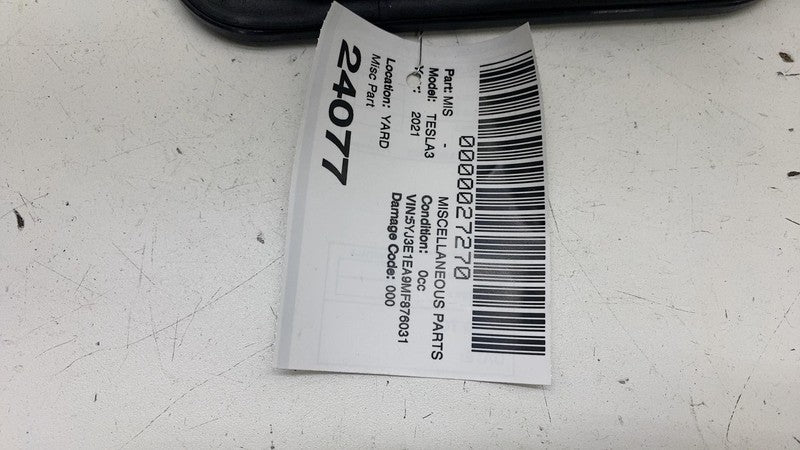 0000027270
Part: MIS - MISCELLANEOUS PARTS
Model: TESLA3 Condition: 0cc
2021 VIN:5YJ3E1EA9MF876031
Damage Code: 000
Location: YARD
Misc Part
24077